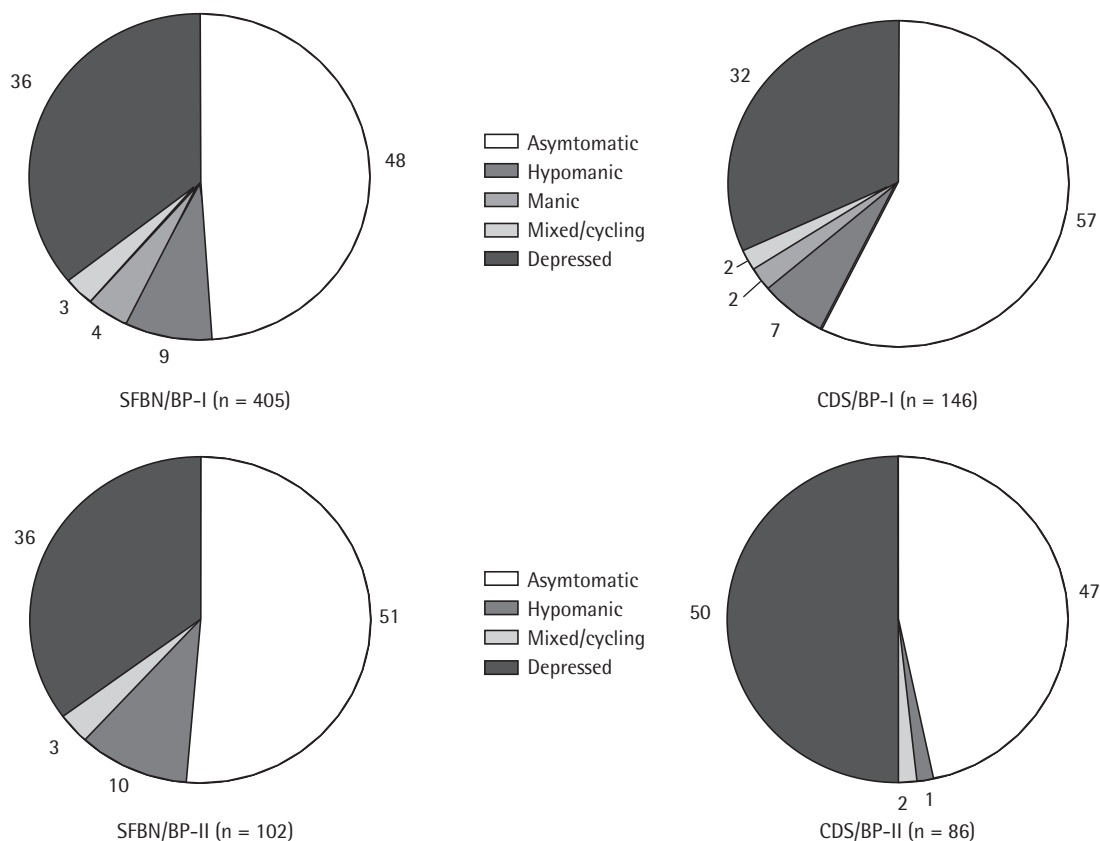 36
48
3
4
9
SFBN/BP-I (n = 405)
Asymtomatic
Hypomanic
Manic
Mixed/cycling
Depressed
32
57
2
2
7
CDS/BP-I (n = 146)
36
51
3
10
SFBN/BP-II (n = 102)
Asymtomatic
Hypomanic
Mixed/cycling
Depressed
50
47
2
1
CDS/BP-II (n = 86)